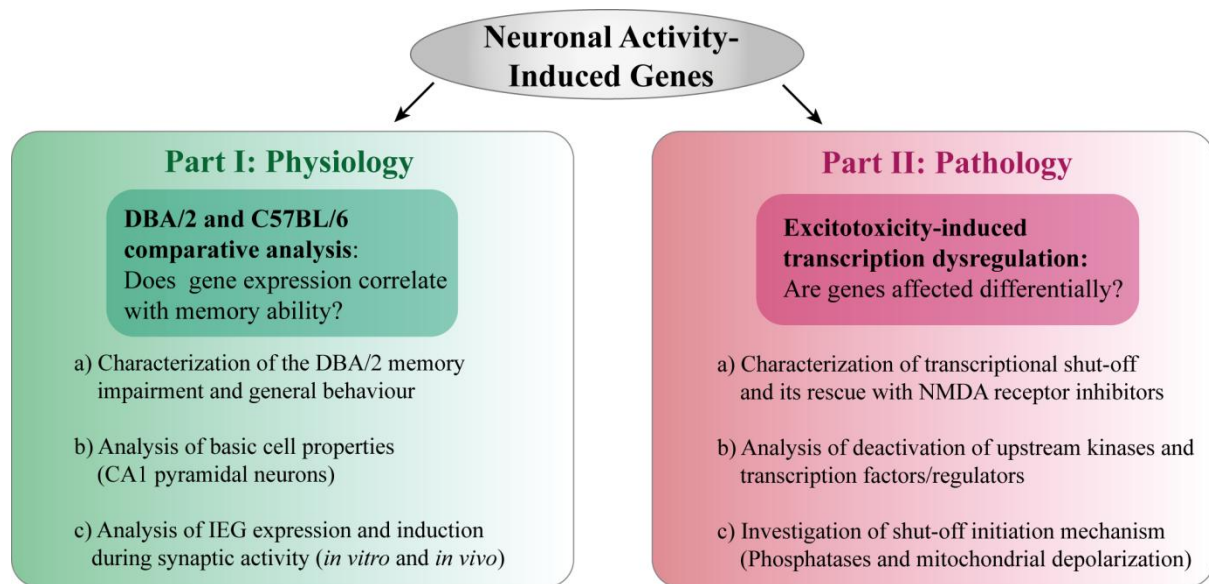 Neuronal Activity-
Induced Genes
Part I: Physiology
DBA/2 and C57BL/6
comparative analysis:
Does gene expression correlate
with memory ability?
a) Characterization of the DBA/2 memory
impairment and general behaviour
b) Analysis of basic cell properties
(CA1 pyramidal neurons)
c) Analysis of IEG expression and induction
during synaptic activity (in vitro and in vivo)
Part II: Pathology
Excitotoxicity-induced
transcription dysregulation:
Are genes affected differentially?
a) Characterization of transcriptional shut-off
and its rescue with NMDA receptor inhibitors
b) Analysis of deactivation of upstream kinases and
transcription factors/regulators
c) Investigation of shut-off initiation mechanism
(Phosphatases and mitochondrial depolarization)